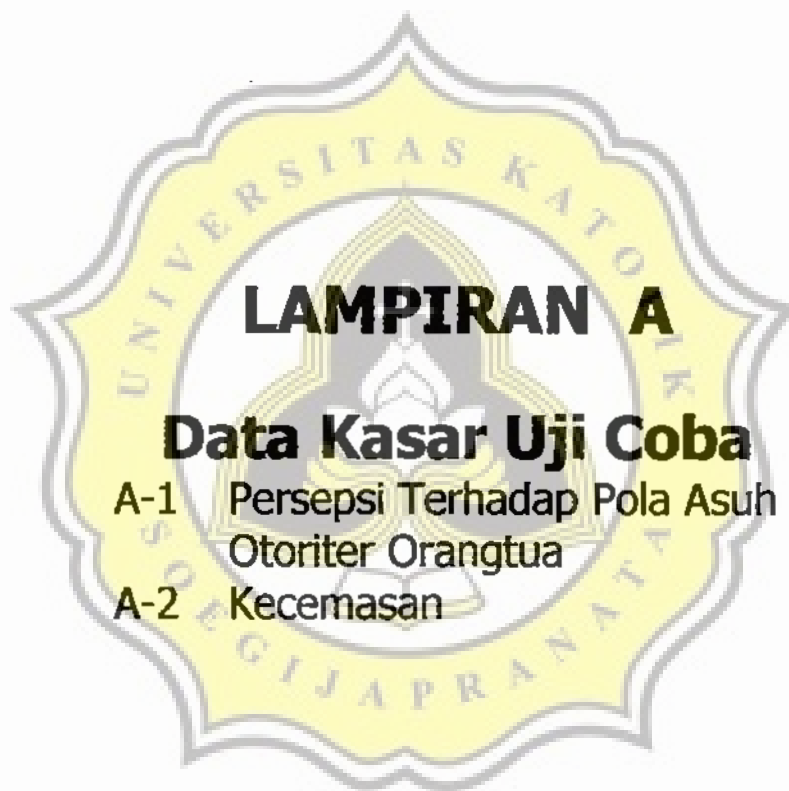 UNIVERSITAS KATOLIK
LAMPIRAN A
Data Kasar Uji Coba
A-1 Persepsi Terhadap Pola Asuh
Otoriter Orangtua
A-2 Kecemasan
SOEGIJAPRANATA